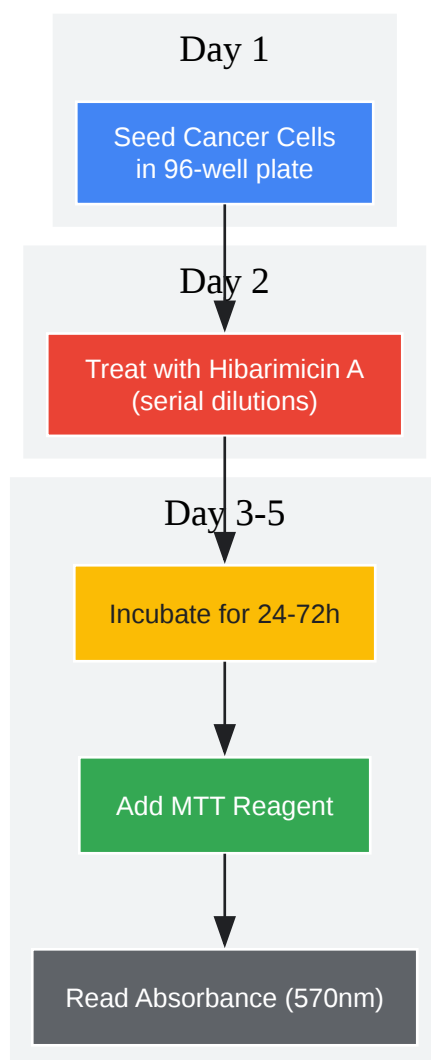 Day 1
Seed Cancer Cells
in 96-well plate
Day 2
Treat with Hibarimicin A
(serial dilutions)
Day 3-5
Incubate for 24-72h
Add MTT Reagent
Read Absorbance (570nm)